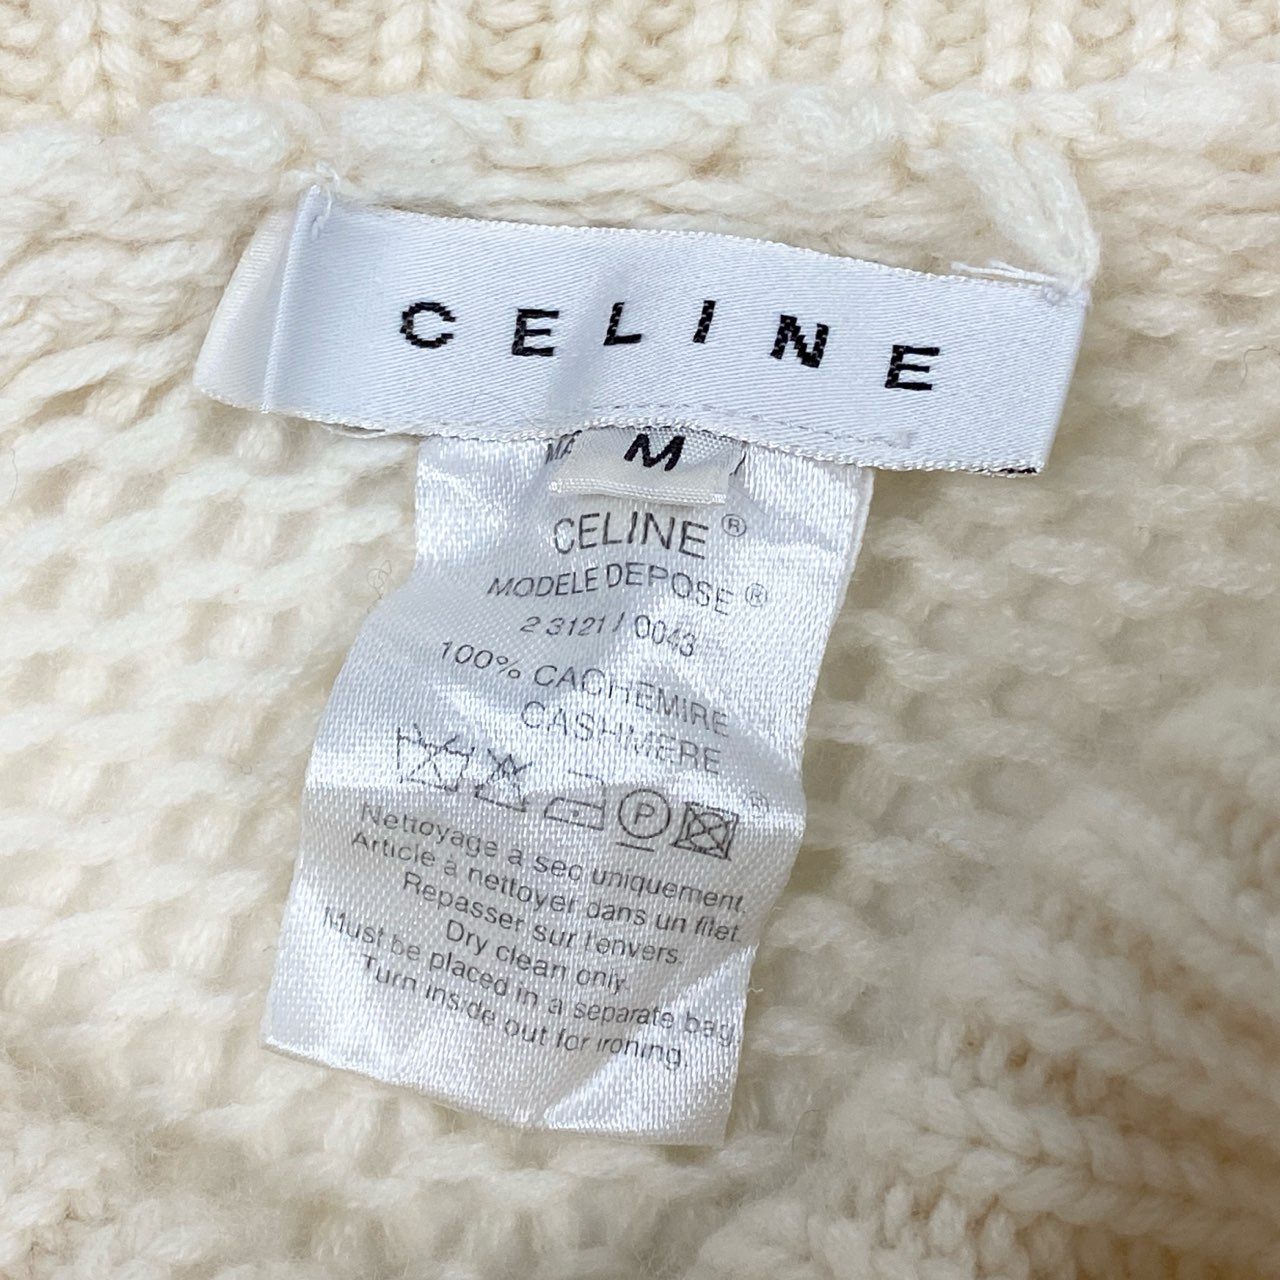 CELINE
M
CELINE®
MODELE DEPOSE®
2 3121 / 0043
100% CACHEMIRE
CASHMERE
P
Nettoyage à sec uniquement.
Article à nettoyer dans un filet.
Repasser sur l'envers.
Dry clean only.
Must be placed in a separate bag
Turn inside out for ironing.